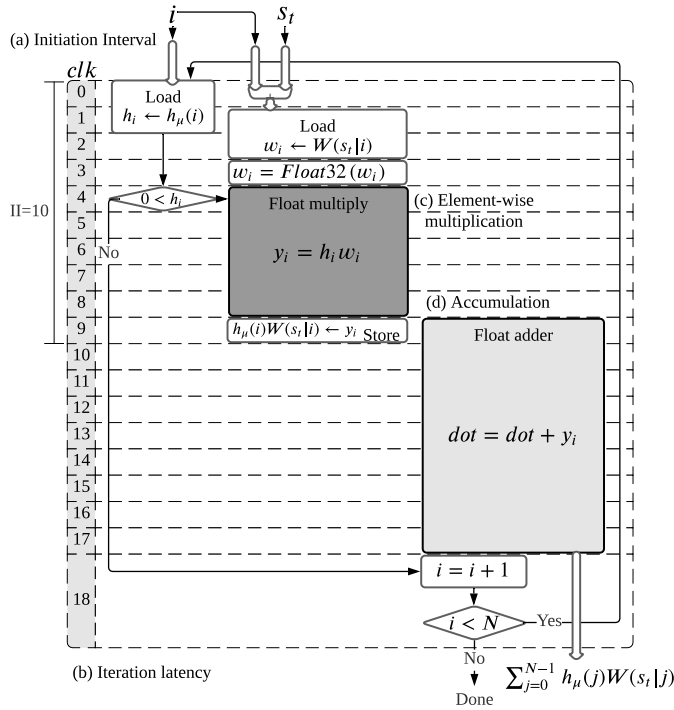 i
s_t
(a) Initiation Interval
clk
0
Load
h_i ← h_μ(i)
1
Load
2
w_i ← W(s_t|i)
3
w_i = Float32 (w_i)
4
0 < h_i
Float multiply
(c) Element-wise
multiplication
II=10
5
No
6
y_i = h_i w_i
7
8
(d) Accumulation
9
h_μ(i)W(s_t|i) ← y_i Store
Float adder
10
11
12
13
dot = dot + y_i
14
15
16
17
i = i + 1
18
i < N
Yes
No
(b) Iteration latency
∑_{j=0}^{N−1} h_μ(j)W(s_t|j)
Done